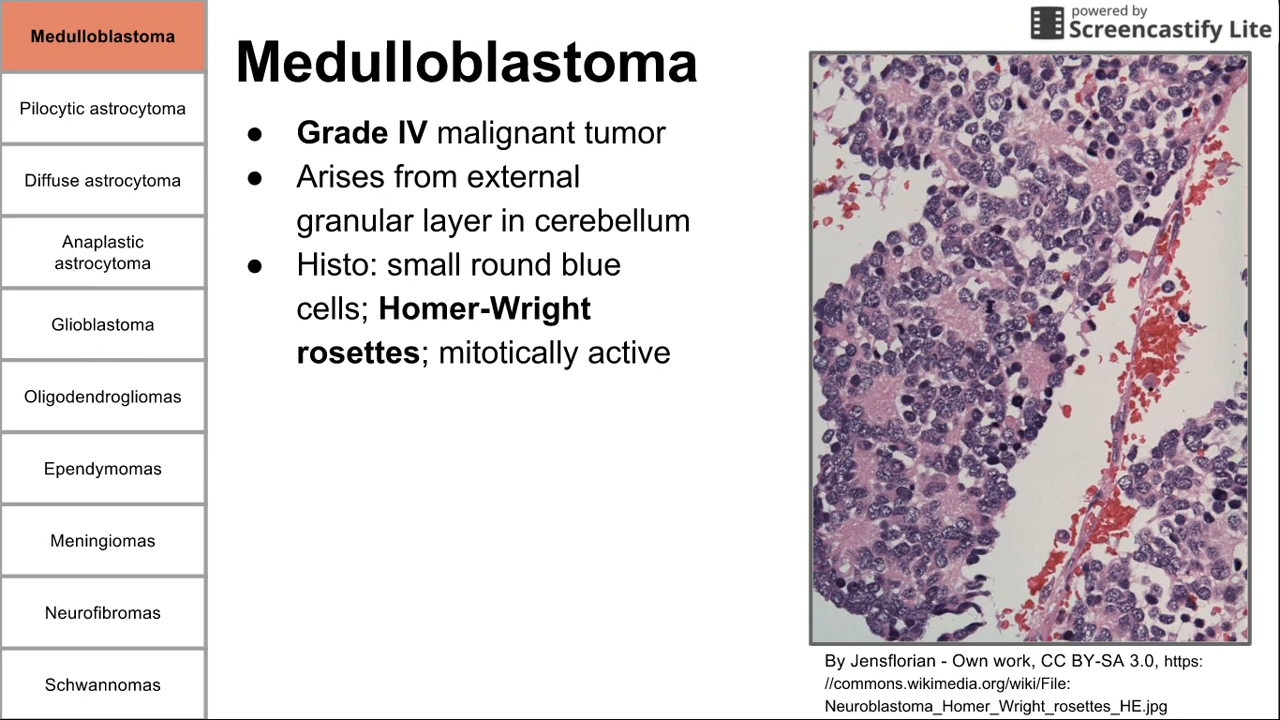 Medulloblastoma
Pilocytic astrocytoma
Diffuse astrocytoma
Anaplastic
astrocytoma
Glioblastoma
Oligodendrogliomas
Ependymomas
Meningiomas
Neurofibromas
Schwannomas
powered by
Screencastify Lite
Medulloblastoma
● Grade IV malignant tumor
● Arises from external
granular layer in cerebellum
● Histo: small round blue
cells; Homer-Wright
rosettes; mitotically active
By Jensflorian - Own work, CC BY-SA 3.0, https:
//commons.wikimedia.org/wiki/File:
Neuroblastoma_Homer_Wright_rosettes_HE.jpg